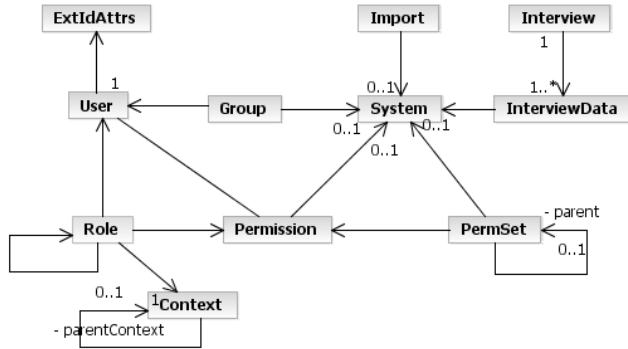 ExtIdAttrs
Import
Interview
1
1
0..1
1..*
User
Group
System
InterviewData
0..1
0..1
0..1
Role
Permission
PermSet
- parent
0..1
0..1
1
Context
- parentContext